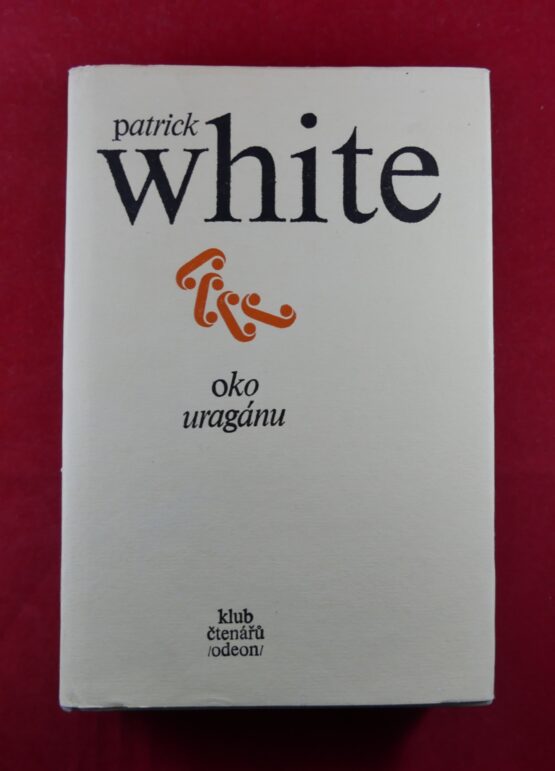 patrick
white
oko
uragánu
klub
čtenářů
/odeon/